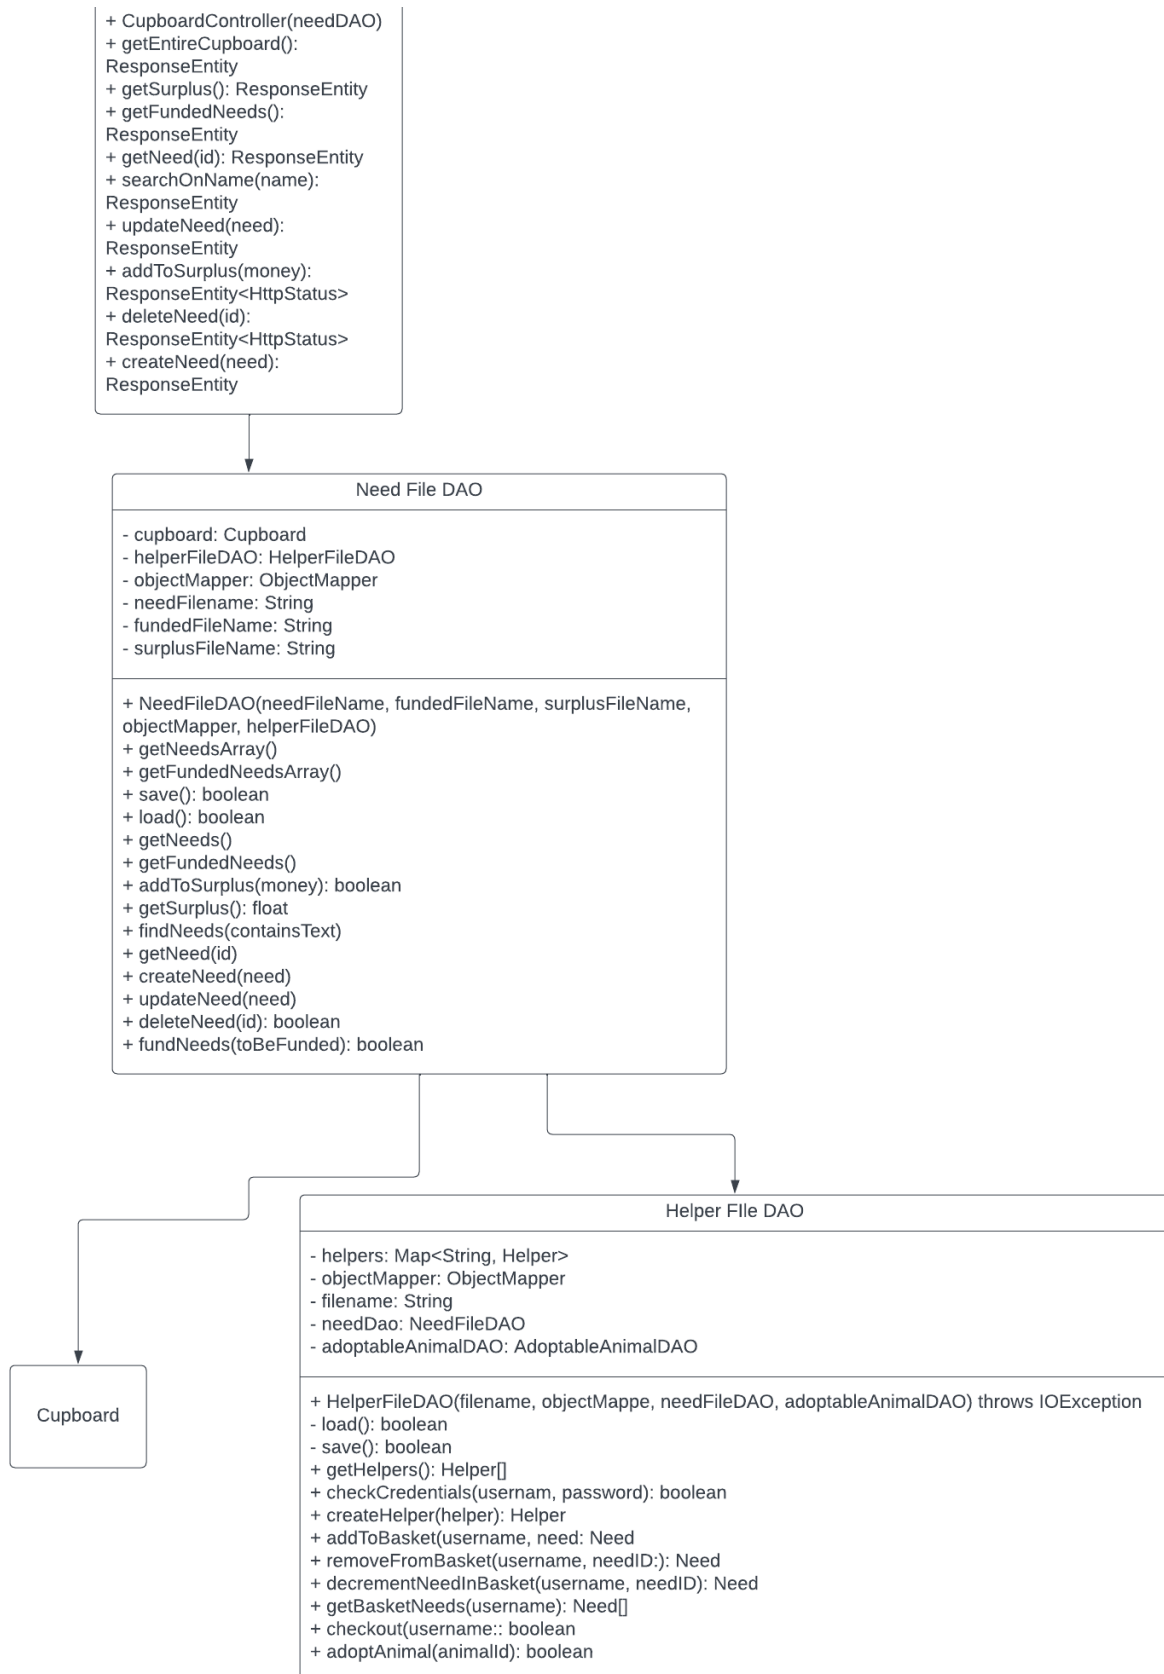 + CupboardController(needDAO)
+ getEntireCupboard():
ResponseEntity
+ getSurplus(): ResponseEntity
+ getFundedNeeds():
ResponseEntity
+ getNeed(id): ResponseEntity
+ searchOnName(name):
ResponseEntity
+ updateNeed(need):
ResponseEntity
+ addToSurplus(money):
ResponseEntity<HttpStatus>
+ deleteNeed(id):
ResponseEntity<HttpStatus>
+ createNeed(need):
ResponseEntity
Need File DAO
- cupboard: Cupboard
- helperFileDAO: HelperFileDAO
- objectMapper: ObjectMapper
- needFilename: String
- fundedFileName: String
- surplusFileName: String
+ NeedFileDAO(needFileName, fundedFileName, surplusFileName,
objectMapper, helperFileDAO)
+ getNeedsArray()
+ getFundedNeedsArray()
+ save(): boolean
+ load(): boolean
+ getNeeds()
+ getFundedNeeds()
+ addToSurplus(money): boolean
+ getSurplus(): float
+ findNeeds(containsText)
+ getNeed(id)
+ createNeed(need)
+ updateNeed(need)
+ deleteNeed(id): boolean
+ fundNeeds(toBeFunded): boolean
Cupboard
Helper FIle DAO
- helpers: Map<String, Helper>
- objectMapper: ObjectMapper
- filename: String
- needDao: NeedFileDAO
- adoptableAnimalDAO: AdoptableAnimalDAO
+ HelperFileDAO(filename, objectMappe, needFileDAO, adoptableAnimalDAO) throws IOException
- load(): boolean
- save(): boolean
+ getHelpers(): Helper[]
+ checkCredentials(usernam, password): boolean
+ createHelper(helper): Helper
+ addToBasket(username, need: Need
+ removeFromBasket(username, needID:): Need
+ decrementNeedInBasket(username, needID): Need
+ getBasketNeeds(username): Need[]
+ checkout(username:: boolean
+ adoptAnimal(animalId): boolean